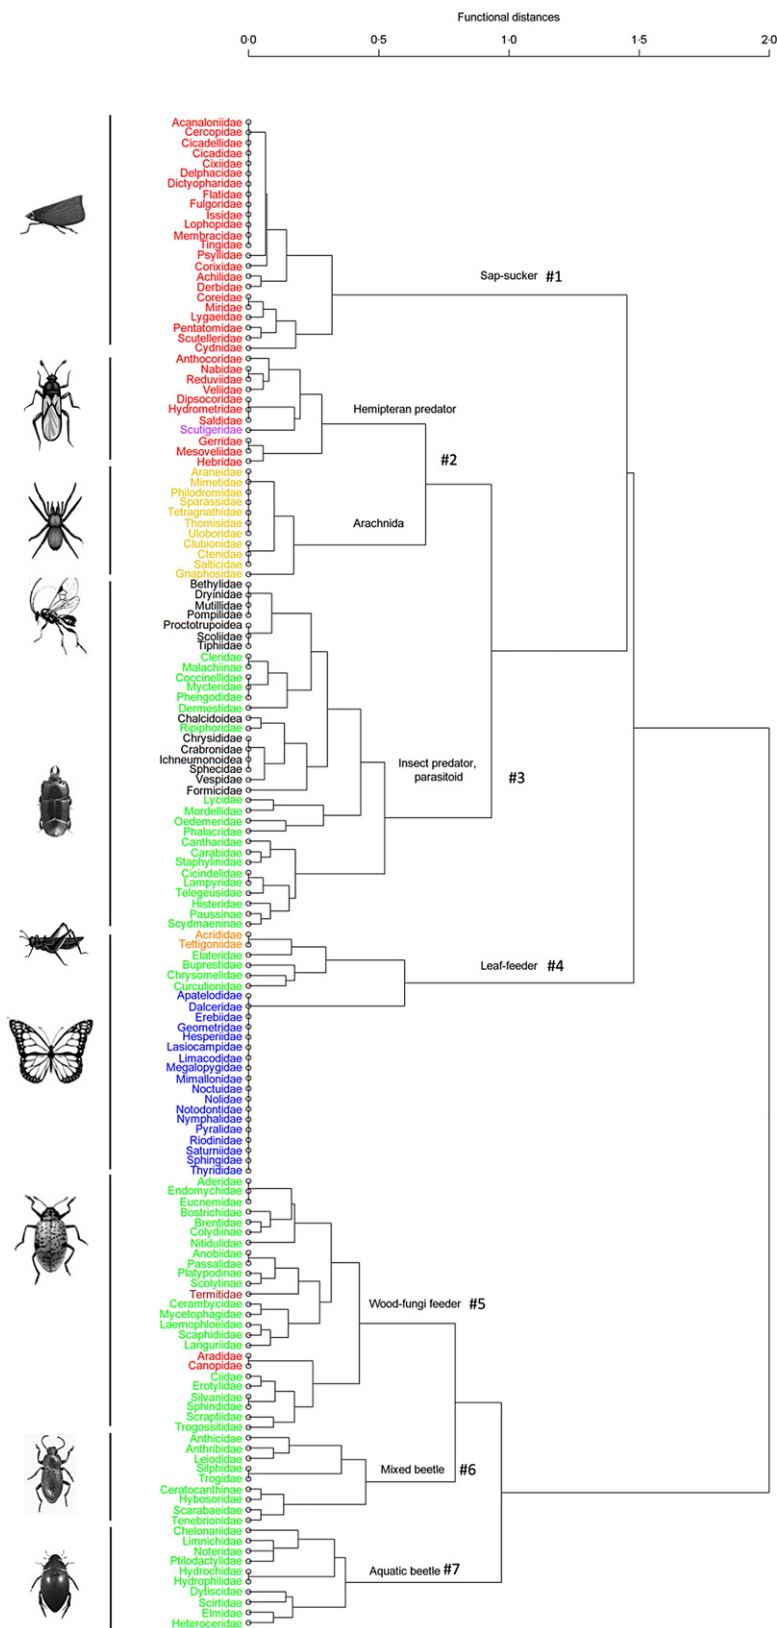 Functional distances
0·0 0·5 1·0 1·5 2·0
Acanaloniidae
Cercopidae
Cicadellidae
Cicadidae
Cixiidae
Delphacidae
Dictyopharidae
Flatidae
Fulgoridae
Issidae
Lophopidae
Membracidae
Tingidae
Psyllidae
Corixidae
Achilidae
Sap-sucker #1
Derbidae
Coreidae
Miridae
Lygaeidae
Pentatomidae
Scutelleridae
Cydnidae
Anthocoridae
Nabidae
Reduviidae
Veliidae
Dipsocoridae
Hydrometridae
Hemipteran predator
Saldidae
Scutigeridae
Gerridae
Mesoveliidae
Hebridae
#2
Araneidae
Mimetidae
Philodromidae
Sparassidae
Tetragnathidae
Thomisidae
Arachnida
Uloboridae
Clubionidae
Ctenidae
Salticidae
Gnaphosidae
Bethylidae
Dryinidae
Mutillidae
Pompilidae
Proctotrupoidea
Scoliidae
Tiphiidae
Cleridae
Malachiinae
Coccinellidae
Mycteridae
Phengodidae
Dermestidae
Chalcidoidea
Ripiphoridae
Chrysididae
Crabronidae
Ichneumonoidea
Insect predator,
Sphecidae
parasitoid #3
Vespidae
Formicidae
Lycidae
Mordellidae
Oedemeridae
Phalacridae
Cantharidae
Carabidae
Staphylinidae
Cicindelidae
Lampyridae
Telegeusidae
Histeridae
Paussinae
Scydmaeninae
Acrididae
Tettigoniidae
Elateridae
Buprestidae
Leaf-feeder #4
Chrysomelidae
Curculionidae
Apatelodidae
Dalceridae
Erebiidae
Geometridae
Hesperiidae
Lasiocampidae
Limacodidae
Megalopygidae
Mimallonidae
Noctuidae
Nolidae
Notodontidae
Nymphalidae
Pyralidae
Riodinidae
Saturniidae
Sphingidae
Thyrididae
Aderidae
Endomychidae
Eucnemidae
Bostrichidae
Brentidae
Colydiinae
Nitidulidae
Anobiidae
Passalidae
Platypodinae
Scolytinae
Termitidae
Cerambycidae
Wood-fungi feeder #5
Mycetophagidae
Laemophloeidae
Scaphidiidae
Languriidae
Aradidae
Canopidae
Ciidae
Erotylidae
Silvanidae
Sphindidae
Scraptiidae
Trogossitidae
Anthicidae
Anthribidae
Leiodidae
Silphidae
Mixed beetle #6
Trogidae
Ceratocanthinae
Hybosoridae
Scarabaeidae
Tenebrionidae
Chelonariidae
Limnichidae
Noteridae
Ptilodactylidae
Hydrochidae
Aquatic beetle #7
Hydrophilidae
Dytiscidae
Scirtidae
Elmidae
Heteroceridae